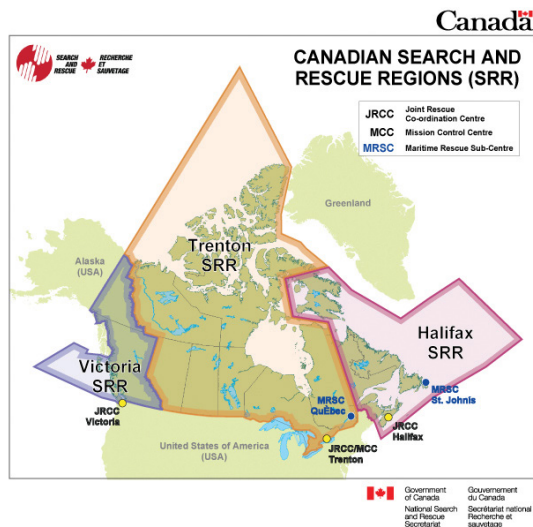 Canada
SEARCH
AND
RESCUE
RECHERCHE
ET
SAUVETAGE
CANADIAN SEARCH AND
RESCUE REGIONS (SRR)
JRCC Joint Rescue
Co-ordination Centre
MCC Mission Control Centre
MRSC Maritime Rescue Sub-Centre
Greenland
Alaska
(USA)
Trenton
SRR
Halifax
SRR
Victoria
SRR
MRSC
St. Johnis
MRSC
QuÈbec
JRCC
Victoria
JRCC
Halifax
JRCC/MCC
Trenton
United States of America
(USA)
Government
of Canada
Gouvernement
du Canada
National Search
and Rescue
Secretariat
Secrétariat national
Recherche et
sauvetage